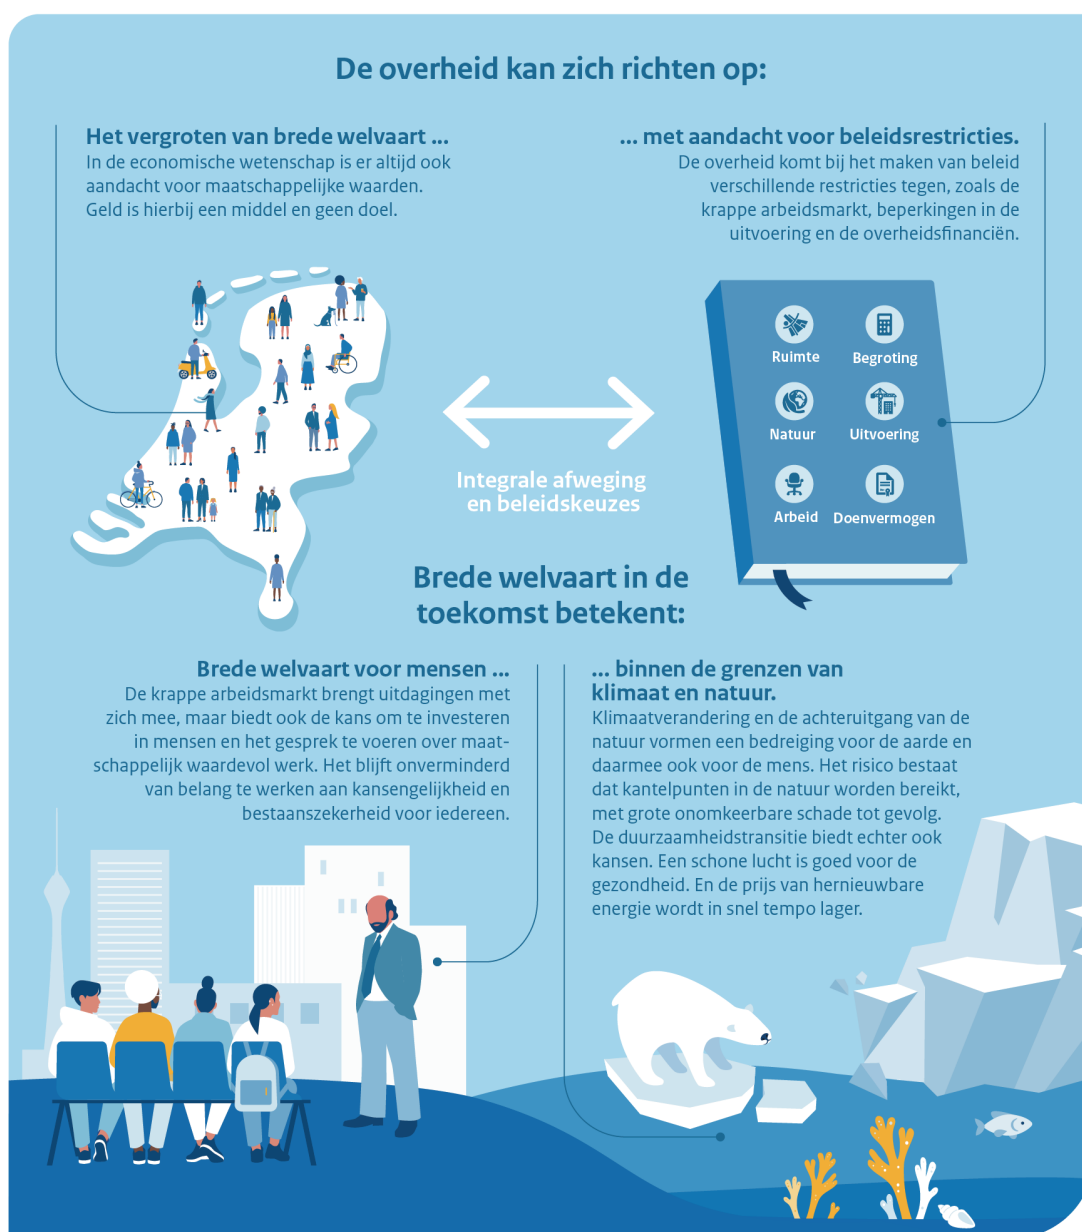 De overheid kan zich richten op:
Het vergroten van brede welvaart ...
In de economische wetenschap is er altijd ook
aandacht voor maatschappelijke waarden.
Geld is hierbij een middel en geen doel.
... met aandacht voor beleidsrestricties.
De overheid komt bij het maken van beleid
verschillende restricties tegen, zoals de
krappe arbeidsmarkt, beperkingen in de
uitvoering en de overheidsfinanciën.
Ruimte
Begroting
Natuur
Uitvoering
Arbeid
Doenvermogen
Integrale afweging
en beleidskeuzes
Brede welvaart in de
toekomst betekent:
Brede welvaart voor mensen ...
De krappe arbeidsmarkt brengt uitdagingen met
zich mee, maar biedt ook de kans om te investeren
in mensen en het gesprek te voeren over maat-
schappelijk waardevol werk. Het blijft onverminderd
van belang te werken aan kansengelijkheid en
bestaanszekerheid voor iedereen.
... binnen de grenzen van
klimaat en natuur.
Klimaatverandering en de achteruitgang van de
natuur vormen een bedreiging voor de aarde en
daarmee ook voor de mens. Het risico bestaat
dat kantelpunten in de natuur worden bereikt,
met grote onomkeerbare schade tot gevolg.
De duurzaamheidstransitie biedt echter ook
kansen. Een schone lucht is goed voor de
gezondheid. En de prijs van hernieuwbare
energie wordt in snel tempo lager.